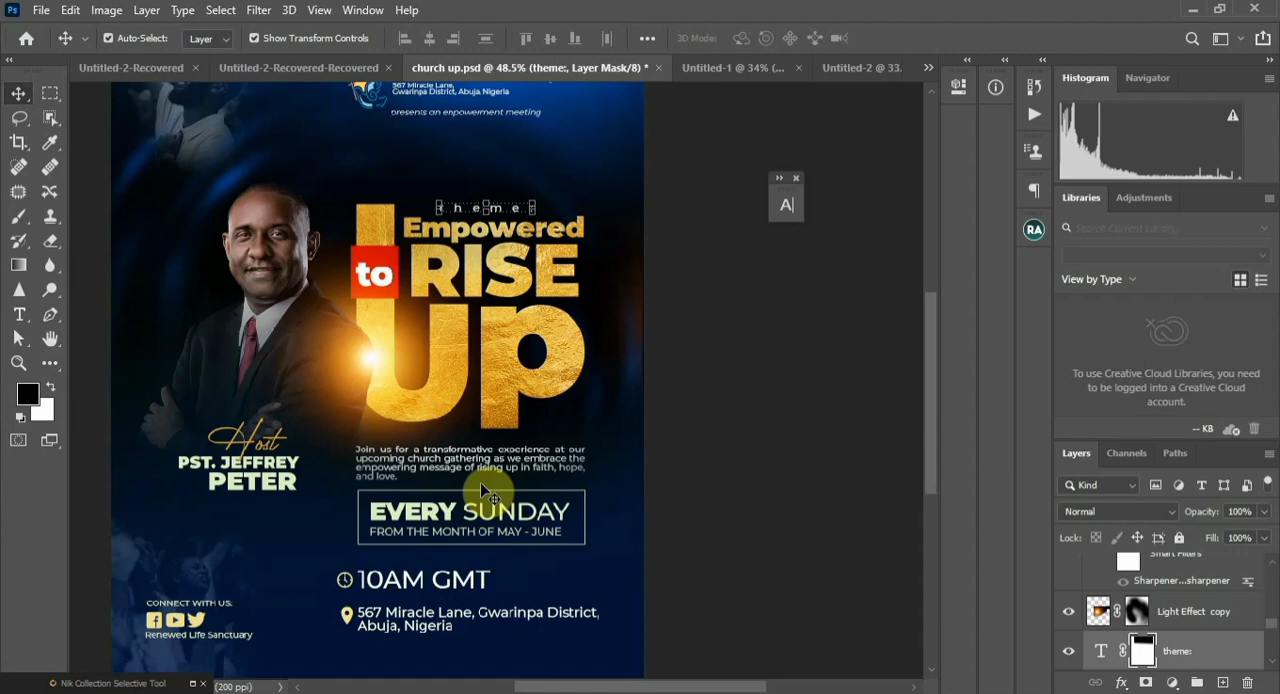 Ps File Edit Image Layer Type Select Filter 3D View Window Help
Auto-Select: Layer Show Transform Controls 3D Mode:
Untitled-2-Recovered Untitled-2-Recovered-Recovered church up.psd @ 48.5% (theme:, Layer Mask/8) * Untitled-1 @ 34% (... Untitled-2 @ 33.
Histogram Navigator
567 Miracle Lane,
Gwarinpa District, Abuja, Nigeria
presents an empowerment meeting
theme:
Empowered
to RISE
up
Host
PST. JEFFREY
PETER
Join us for a transformative experience at our
upcoming church gathering as we embrace the
empowering message of rising up in faith, hope,
and love.
EVERY SUNDAY
FROM THE MONTH OF MAY - JUNE
10AM GMT
567 Miracle Lane, Gwarinpa District,
Abuja, Nigeria
CONNECT WITH US:
Renewed Life Sanctuary
A|
RA
Libraries Adjustments
Search Current Library
View by Type
To use Creative Cloud Libraries, you need
to be logged into a Creative Cloud
account.
-- KB
Layers Channels Paths
Kind
Normal Opacity: 100%
Lock: Fill: 100%
Smart Filters
Sharpener...sharpener
Light Effect copy
theme:
Nik Collection Selective Tool
(200 ppi)